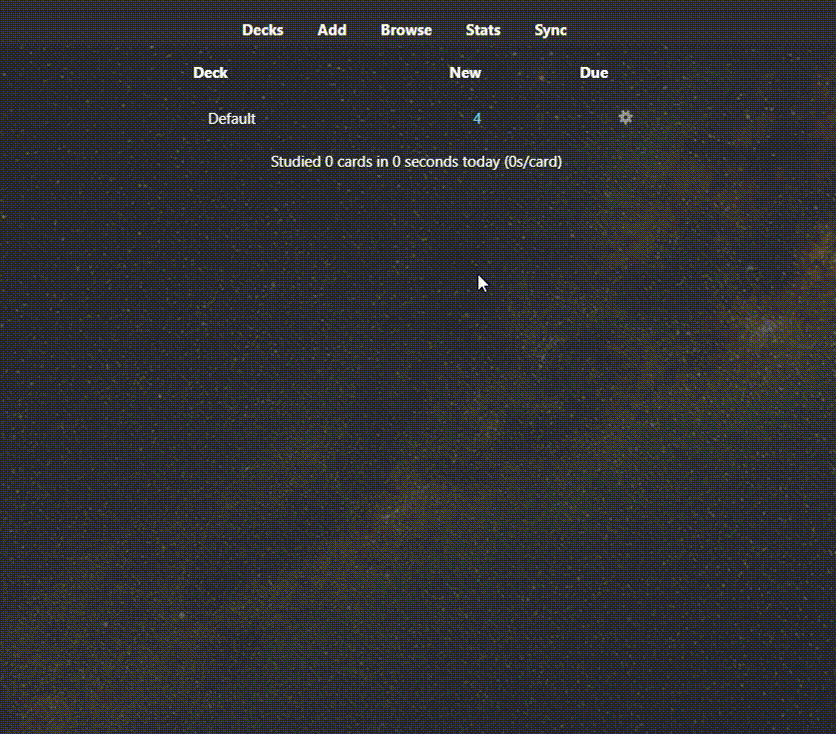 Decks Add Browse Stats Sync
Deck New Due
Default 4
Studied 0 cards in 0 seconds today (0s/card)